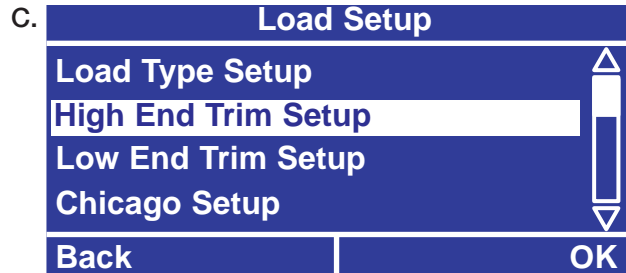 C. Load Setup
Load Type Setup
High End Trim Setup
Low End Trim Setup
Chicago Setup
Back OK